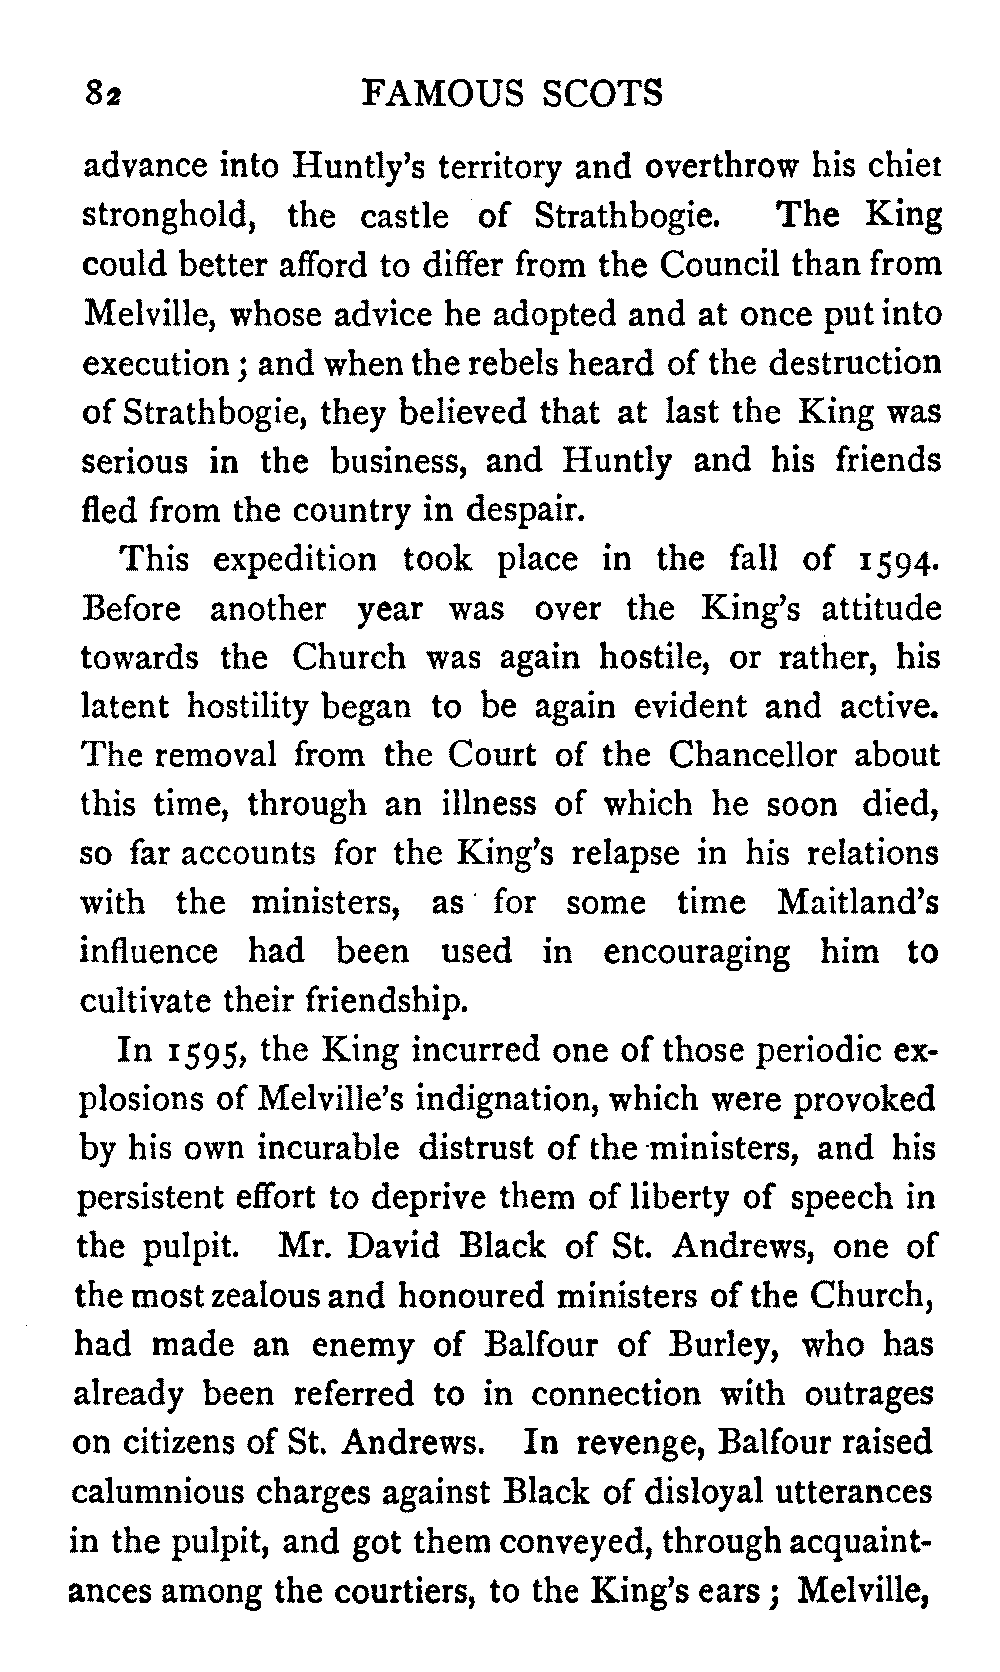 82 FAMOUS SCOTS
advance into Huntly's territory and overthrow his chief
stronghold, the castle of Strathbogie. The King
could better afford to differ from the Council than from
Melville, whose advice he adopted and at once put into
execution; and when the rebels heard of the destruction
of Strathbogie, they believed that at last the King was
serious in the business, and Huntly and his friends
fled from the country in despair.
This expedition took place in the fall of 1594.
Before another year was over the King's attitude
towards the Church was again hostile, or rather, his
latent hostility began to be again evident and active.
The removal from the Court of the Chancellor about
this time, through an illness of which he soon died,
so far accounts for the King's relapse in his relations
with the ministers, as for some time Maitland's
influence had been used in encouraging him to
cultivate their friendship.
In 1595, the King incurred one of those periodic ex-
plosions of Melville's indignation, which were provoked
by his own incurable distrust of the ministers, and his
persistent effort to deprive them of liberty of speech in
the pulpit. Mr. David Black of St. Andrews, one of
the most zealous and honoured ministers of the Church,
had made an enemy of Balfour of Burley, who has
already been referred to in connection with outrages
on citizens of St. Andrews. In revenge, Balfour raised
calumnious charges against Black of disloyal utterances
in the pulpit, and got them conveyed, through acquaint-
ances among the courtiers, to the King's ears; Melville,